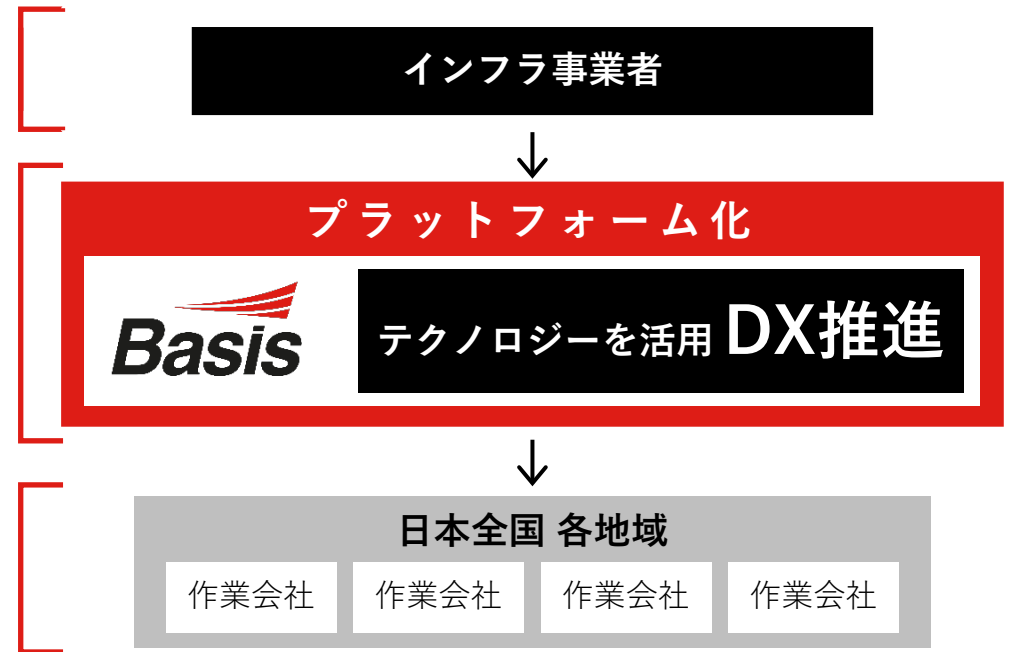 インフラ事業者
プラットフォーム化
Basis
テクノロジーを活用 DX推進
日本全国 各地域
作業会社 作業会社 作業会社 作業会社